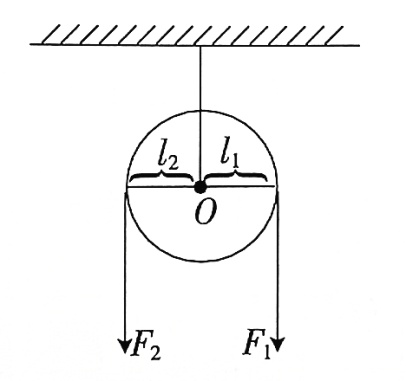 l₂ l₁
O
F₂ F₁